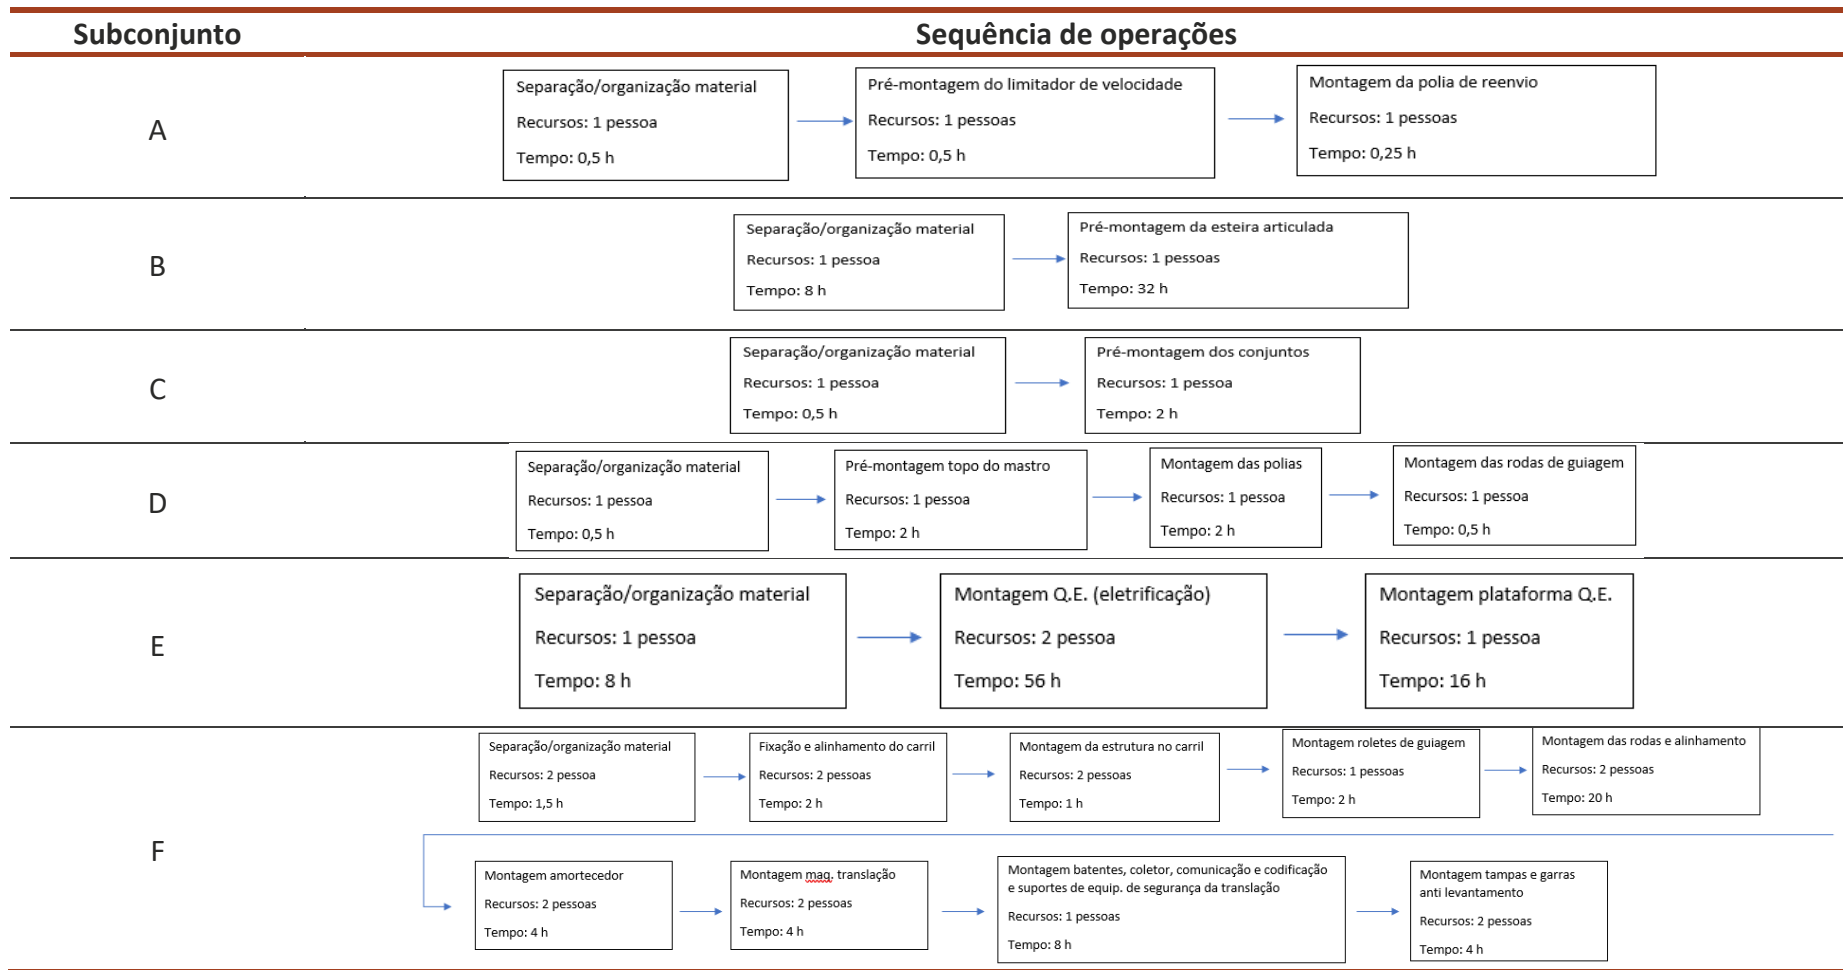 Subconjunto
Sequência de operações
A
Separação/organização material
Recursos: 1 pessoa
Tempo: 0,5 h
Pré-montagem do limitador de velocidade
Recursos: 1 pessoas
Tempo: 0,5 h
Montagem da polia de reenvio
Recursos: 1 pessoas
Tempo: 0,25 h
B
Separação/organização material
Recursos: 1 pessoa
Tempo: 8 h
Pré-montagem da esteira articulada
Recursos: 1 pessoas
Tempo: 32 h
C
Separação/organização material
Recursos: 1 pessoa
Tempo: 0,5 h
Pré-montagem dos conjuntos
Recursos: 1 pessoa
Tempo: 2 h
D
Separação/organização material
Recursos: 1 pessoa
Tempo: 0,5 h
Pré-montagem topo do mastro
Recursos: 1 pessoa
Tempo: 2 h
Montagem das polias
Recursos: 1 pessoa
Tempo: 2 h
Montagem das rodas de guiagem
Recursos: 1 pessoa
Tempo: 0,5 h
E
Separação/organização material
Recursos: 1 pessoa
Tempo: 8 h
Montagem Q.E. (eletrificação)
Recursos: 2 pessoa
Tempo: 56 h
Montagem plataforma Q.E.
Recursos: 1 pessoa
Tempo: 16 h
F
Separação/organização material
Recursos: 2 pessoa
Tempo: 1,5 h
Fixação e alinhamento do carril
Recursos: 2 pessoas
Tempo: 2 h
Montagem da estrutura no carril
Recursos: 2 pessoas
Tempo: 1 h
Montagem roletes de guiagem
Recursos: 1 pessoas
Tempo: 2 h
Montagem das rodas e alinhamento
Recursos: 2 pessoas
Tempo: 20 h
Montagem amortecedor
Recursos: 2 pessoas
Tempo: 4 h
Montagem maq. translação
Recursos: 2 pessoas
Tempo: 4 h
Montagem batentes, coletor, comunicação e codificação
e suportes de equip. de segurança da translação
Recursos: 1 pessoas
Tempo: 8 h
Montagem tampas e garras
anti levantamento
Recursos: 2 pessoas
Tempo: 4 h